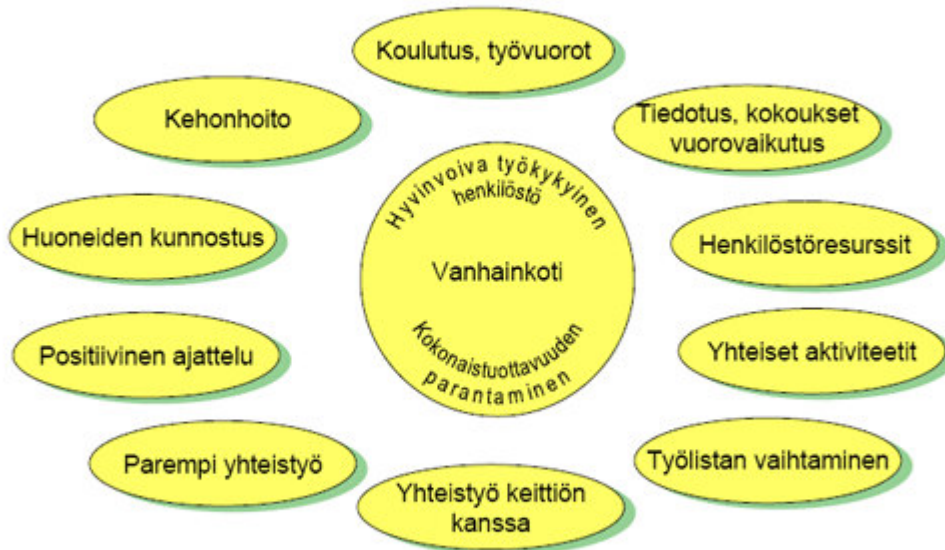 Koulutus, työvuorot
Kehonhoito
Tiedotus, kokoukset
vuorovaikutus
Hyvinvoiva työkykyinen
henkilöstö
Huoneiden kunnostus
Henkilöstöresurssit
Vanhainkoti
Positiivinen ajattelu
Kokonaistuottavuuden
parantaminen
Yhteiset aktiviteetit
Parempi yhteistyö
Työlistan vaihtaminen
Yhteistyö keittiön
kanssa